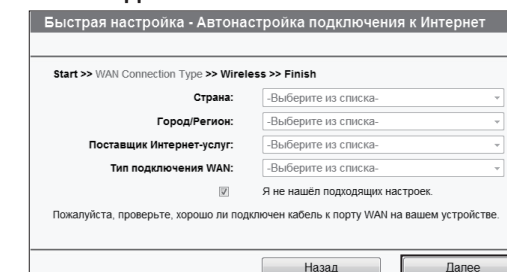 Быстрая настройка - Автонастройка подключения к Интернет
Start >> WAN Connection Type >> Wireless >> Finish
Страна: -Выберите из списка-
Город/Регион: -Выберите из списка-
Поставщик Интернет-услуг: -Выберите из списка-
Тип подключения WAN: -Выберите из списка-
Я не нашёл подходящих настроек.
Пожалуйста, проверьте, хорошо ли подключен кабель к порту WAN на вашем устройстве.
Назад Далее